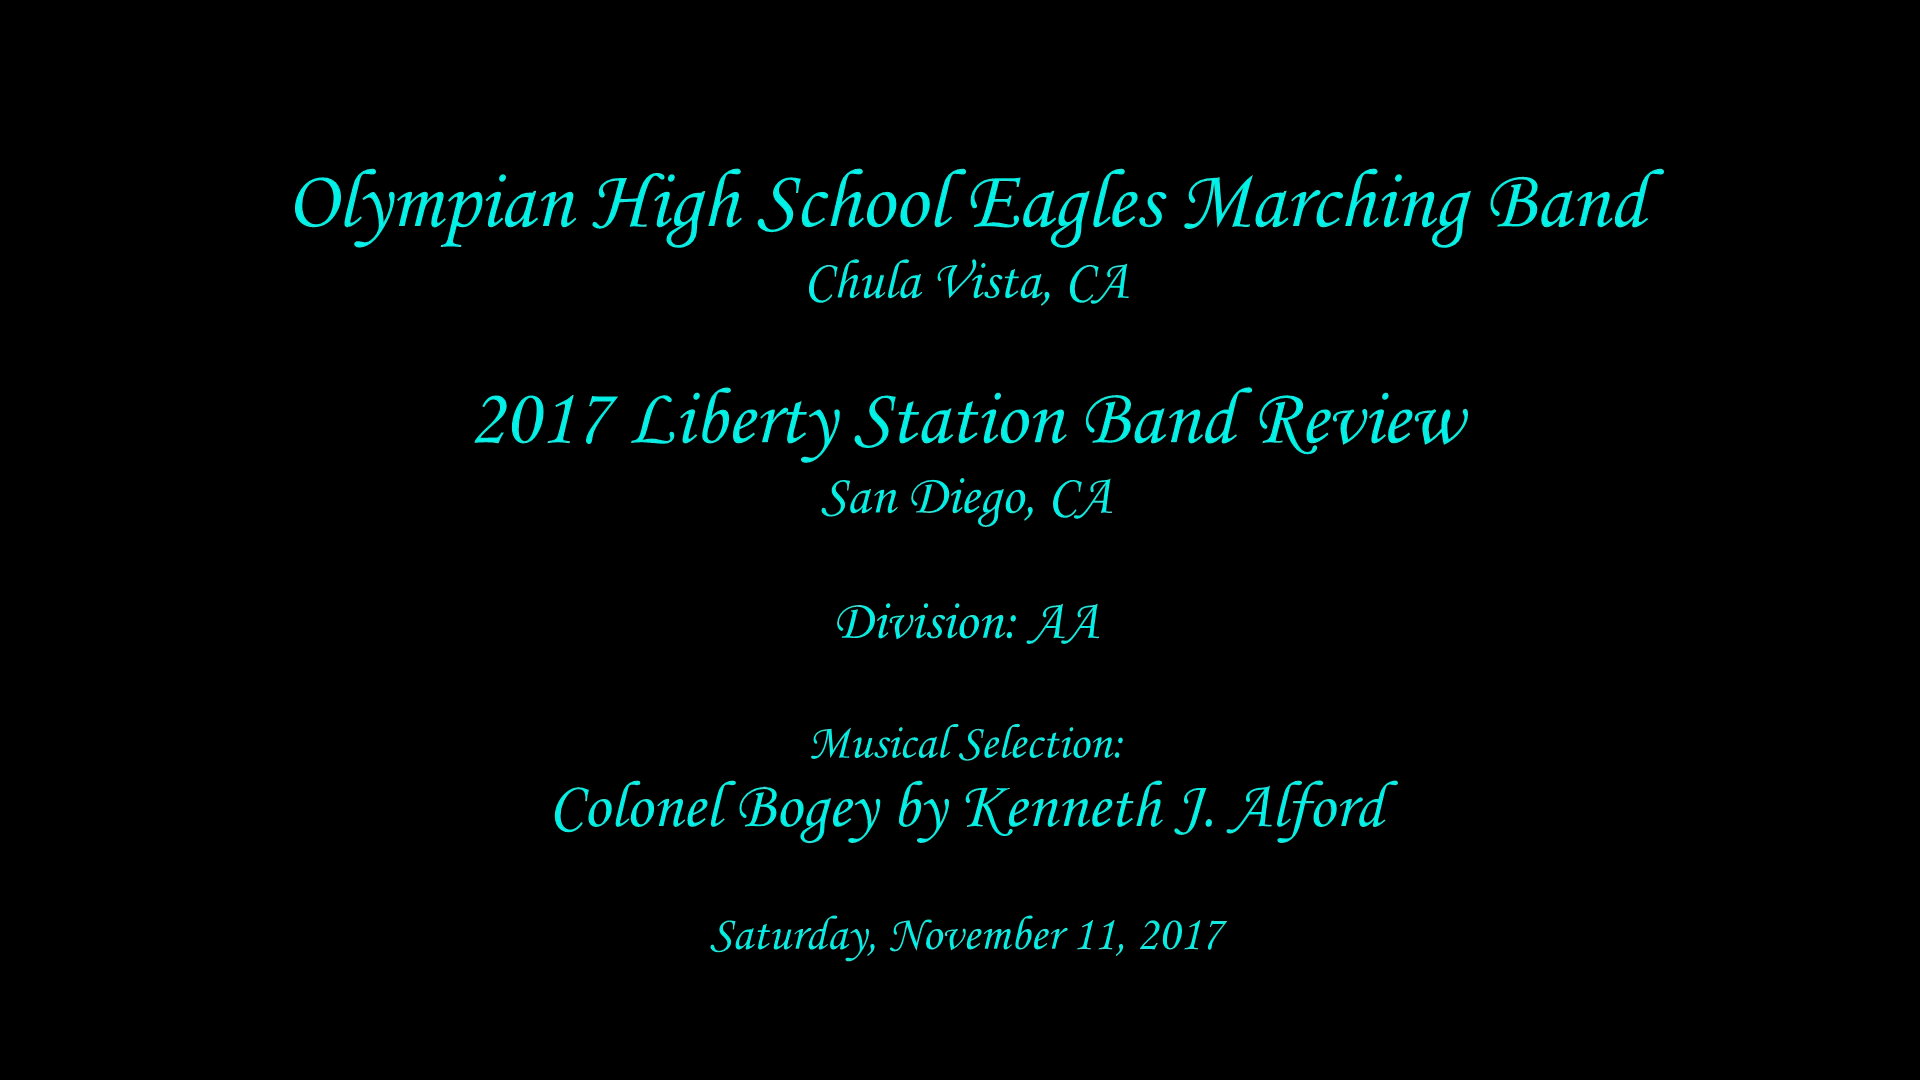 Olympian High School Eagles Marching Band
Chula Vista, CA
2017 Liberty Station Band Review
San Diego, CA
Division: AA
Musical Selection:
Colonel Bogey by Kenneth J. Alford
Saturday, November 11, 2017